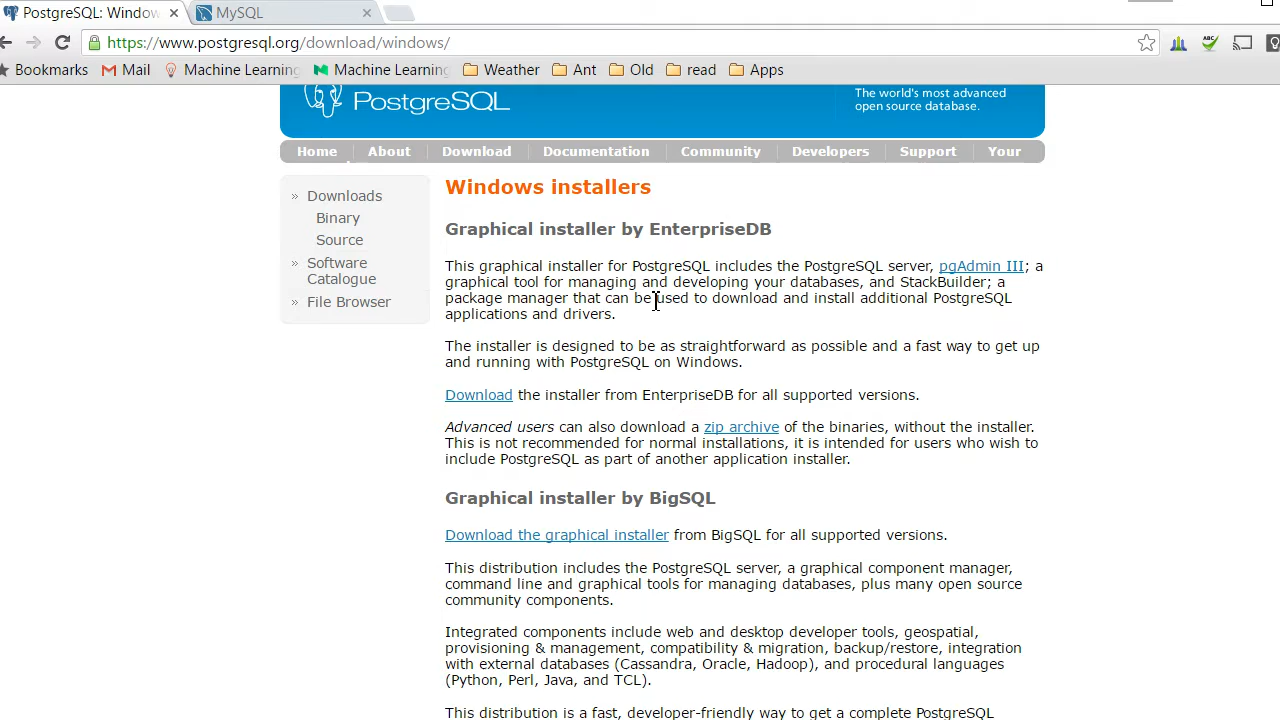 PostgreSQL: Window
MySQL
https://www.postgresql.org/download/windows/
Bookmarks
Mail
Machine Learning
Machine Learning
Weather
Ant
Old
read
Apps
PostgreSQL
The world's most advanced
open source database.
Home
About
Download
Documentation
Community
Developers
Support
Your
» Downloads
Binary
Source
» Software
Catalogue
» File Browser
Windows installers
Graphical installer by EnterpriseDB
This graphical installer for PostgreSQL includes the PostgreSQL server, pgAdmin III; a
graphical tool for managing and developing your databases, and StackBuilder; a
package manager that can be used to download and install additional PostgreSQL
applications and drivers.
The installer is designed to be as straightforward as possible and a fast way to get up
and running with PostgreSQL on Windows.
Download the installer from EnterpriseDB for all supported versions.
Advanced users can also download a zip archive of the binaries, without the installer.
This is not recommended for normal installations, it is intended for users who wish to
include PostgreSQL as part of another application installer.
Graphical installer by BigSQL
Download the graphical installer from BigSQL for all supported versions.
This distribution includes the PostgreSQL server, a graphical component manager,
command line and graphical tools for managing databases, plus many open source
community components.
Integrated components include web and desktop developer tools, geospatial,
provisioning & management, compatibility & migration, backup/restore, integration
with external databases (Cassandra, Oracle, Hadoop), and procedural languages
(Python, Perl, Java, and TCL).
This distribution is a fast, developer-friendly way to get a complete PostgreSQL